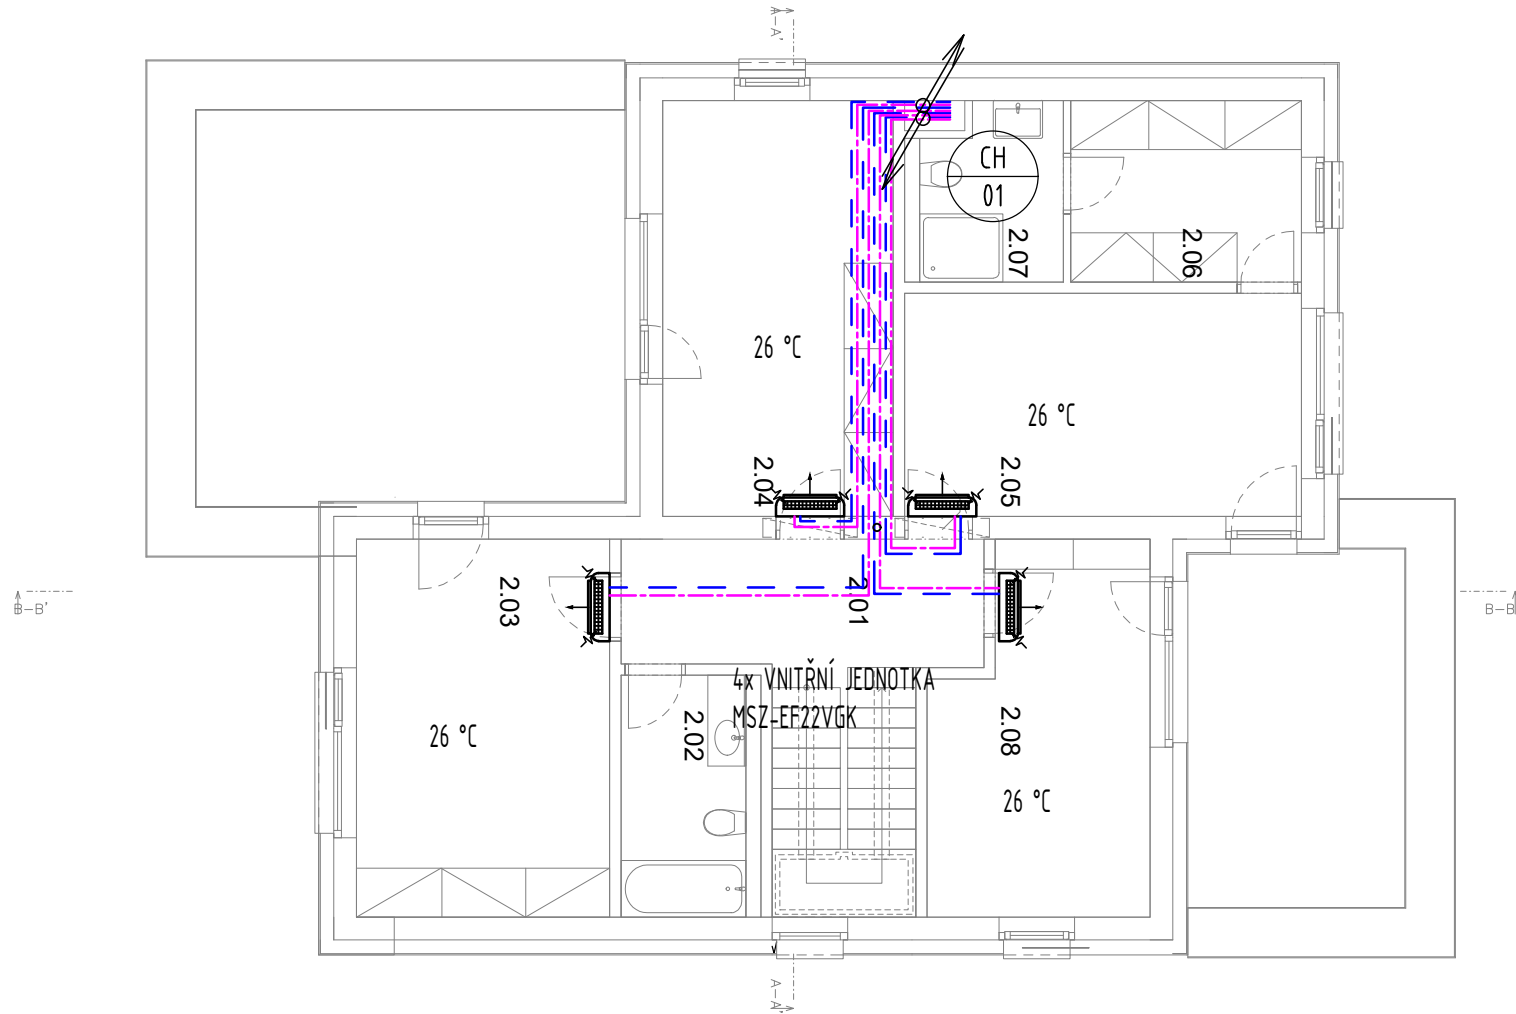 A-A'
CH
01
2.07
2.06
26 °C
26 °C
2.04
2.05
2.03
2.01
B-B'
B-B'
4x VNITŘNÍ JEDNOTKA
MSZ-EF22VGK
26 °C
2.02
2.08
26 °C
A-A'